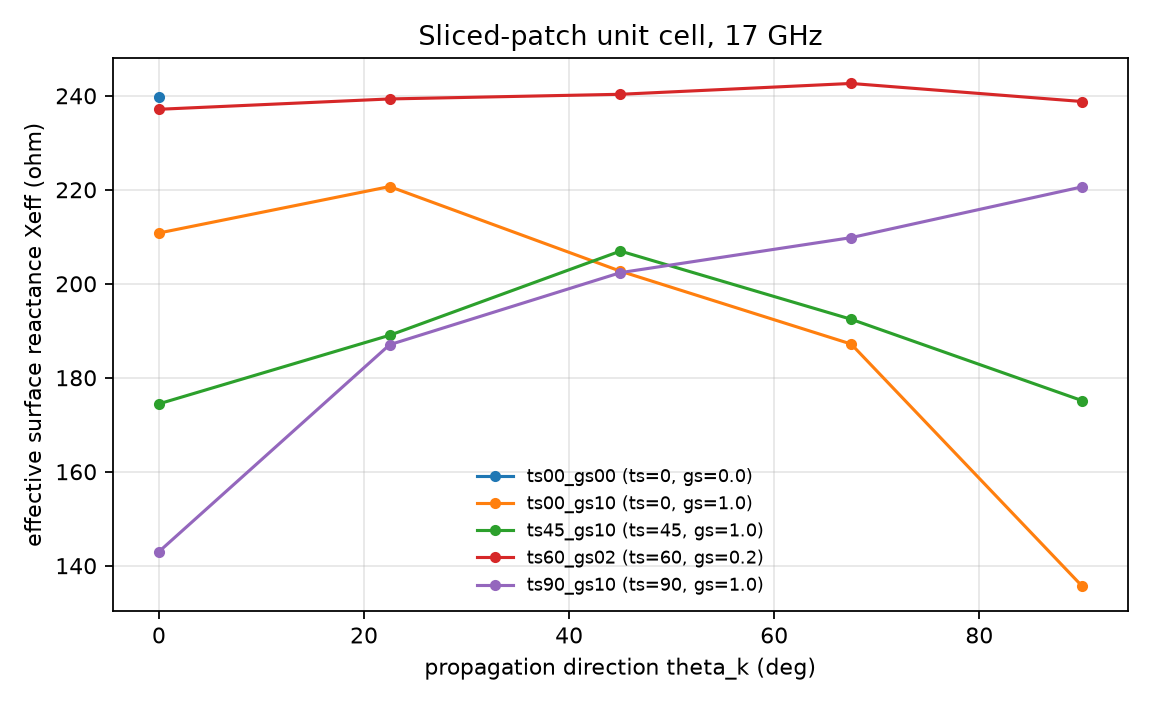 Sliced-patch unit cell, 17 GHz
effective surface reactance Xeff (ohm)
240
220
200
180
160
140
ts00_gs00 (ts=0, gs=0.0)
ts00_gs10 (ts=0, gs=1.0)
ts45_gs10 (ts=45, gs=1.0)
ts60_gs02 (ts=60, gs=0.2)
ts90_gs10 (ts=90, gs=1.0)
0 20 40 60 80
propagation direction theta_k (deg)